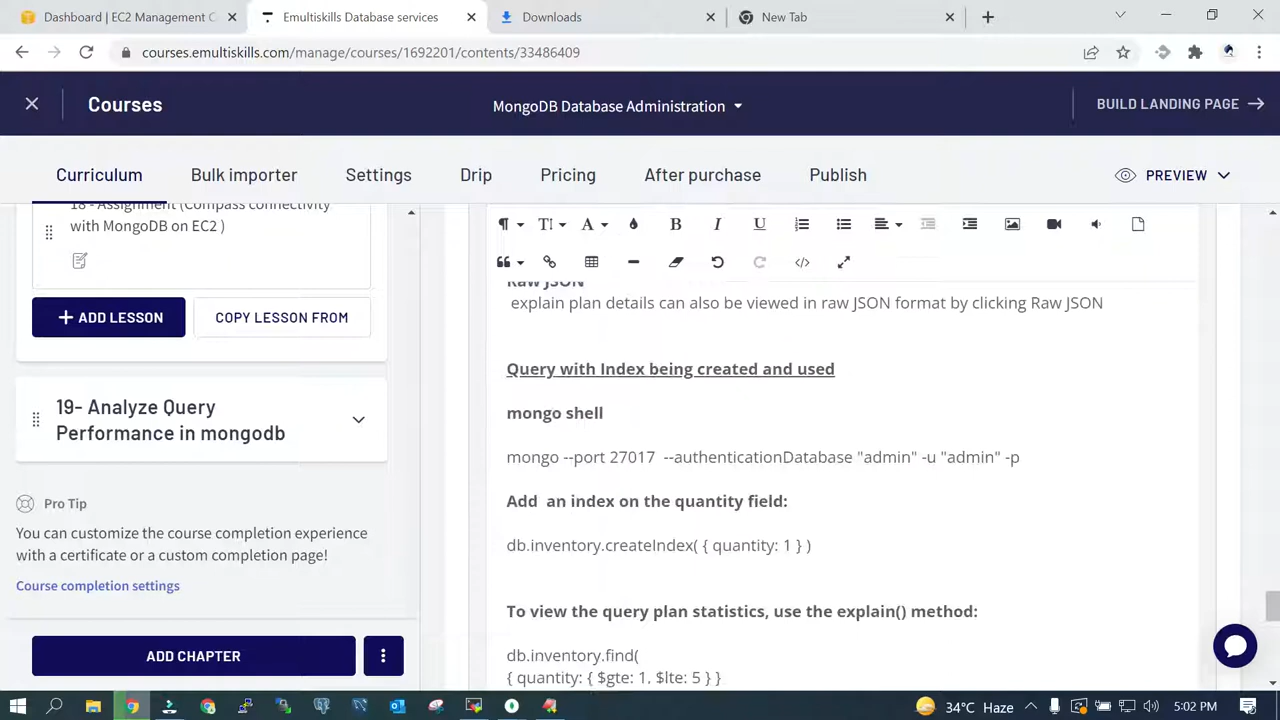 Dashboard | EC2 Management C
Emultiskills Database services
Downloads
New Tab
courses.emultiskills.com/manage/courses/1692201/contents/33486409
Courses
MongoDB Database Administration
BUILD LANDING PAGE
Curriculum
Bulk importer
Settings
Drip
Pricing
After purchase
Publish
PREVIEW
18 - Assignment (Compass connectivity
with MongoDB on EC2 )
ADD LESSON
COPY LESSON FROM
19- Analyze Query
Performance in mongodb
Pro Tip
You can customize the course completion experience
with a certificate or a custom completion page!
Course completion settings
ADD CHAPTER
Raw JSON
explain plan details can also be viewed in raw JSON format by clicking Raw JSON
Query with Index being created and used
mongo shell
mongo --port 27017  --authenticationDatabase "admin" -u "admin" -p
Add  an index on the quantity field:
db.inventory.createIndex( { quantity: 1 } )
To view the query plan statistics, use the explain() method:
db.inventory.find(
{ quantity: { $gte: 1, $lte: 5 } }
34°C Haze
5:02 PM